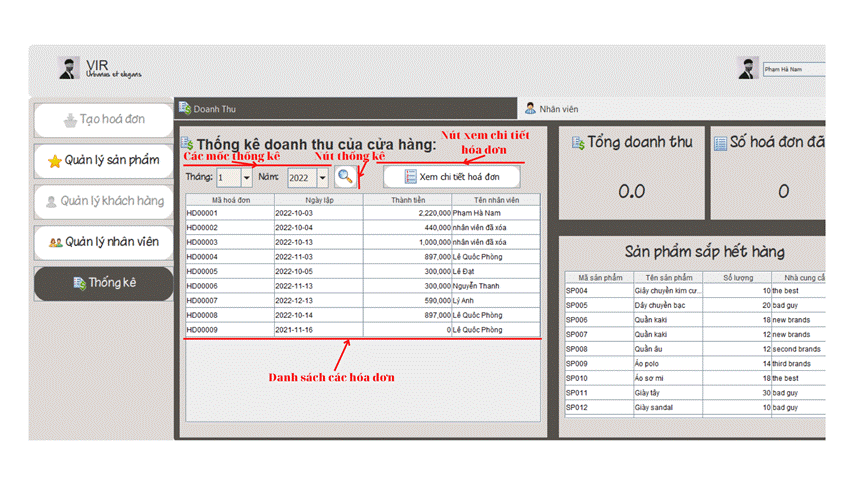 VIR
Urbanus et elegans
Phạm Hà Nam
Tạo hoá đơn
Quản lý sản phẩm
Quản lý khách hàng
Quản lý nhân viên
Thống kê
Doanh Thu
Nhân viên
Thống kê doanh thu của cửa hàng:
Nút xem chi tiết
hóa đơn
Các mốc thống kê
Nút thống kê
Tháng: 1 Năm: 2022
Xem chi tiết hoá đơn
Mã hoá đơn Ngày lập Thành tiền Tên nhân viên
HD00001 2022-10-03 2,220,000 Phạm Hà Nam
HD00002 2022-10-04 440,000 nhân viên đã xóa
HD00003 2022-10-13 1,000,000 nhân viên đã xóa
HD00004 2022-11-03 897,000 Lê Quốc Phòng
HD00005 2022-10-05 300,000 Lê Đạt
HD00006 2022-11-13 300,000 Nguyễn Thanh
HD00007 2022-12-13 590,000 Lý Anh
HD00008 2022-10-14 897,000 Lê Quốc Phòng
HD00009 2021-11-16 0 Lê Quốc Phòng
Danh sách các hóa đơn
Tổng doanh thu
0.0
Số hoá đơn đã
0
Sản phẩm sắp hết hàng
Mã sản phẩm Tên sản phẩm Số lượng Nhà cung cấ
SP004 Giây chuyền kim cư... 10 the best
SP005 Dây chuyền bạc 20 bad guy
SP006 Quần kaki 18 new brands
SP007 Quần kaki 12 new brands
SP008 Quần âu 12 second brands
SP009 Áo polo 14 third brands
SP010 Áo sơ mi 18 the best
SP011 Giày tây 30 bad guy
SP012 Giày sandal 10 bad guy